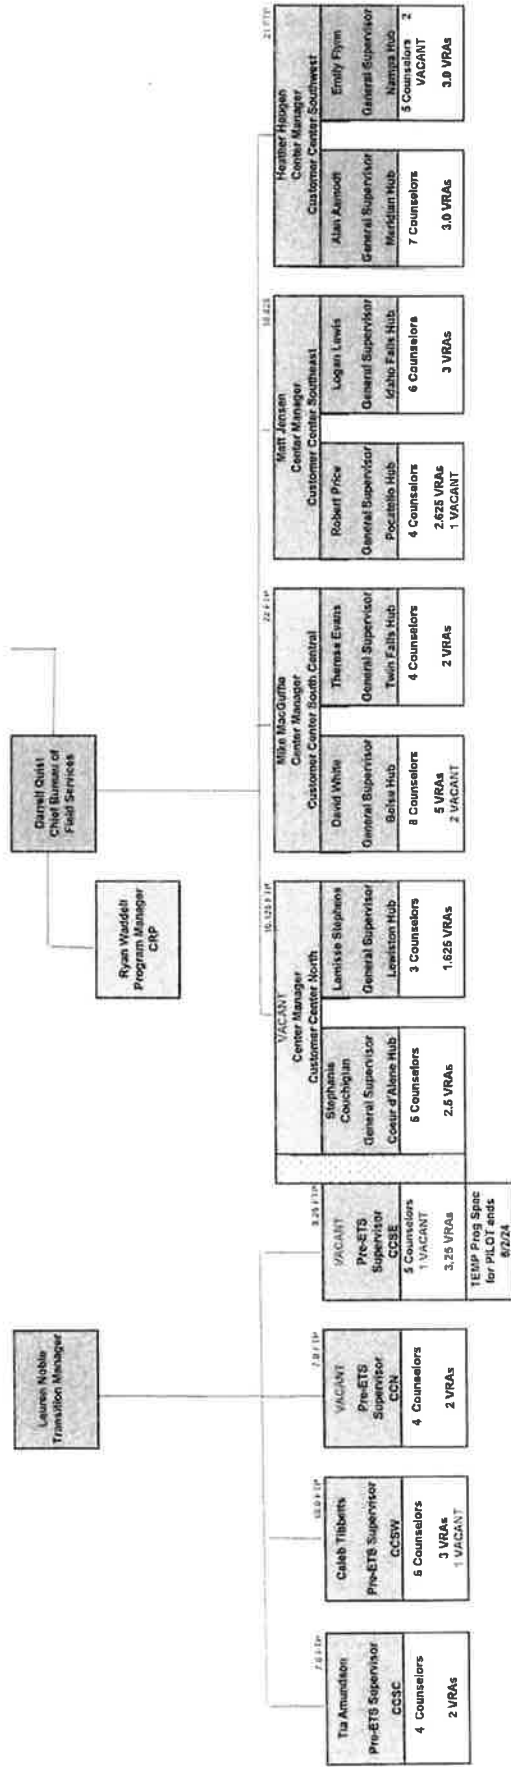 Lauren Noble
Transition Manager
Darrell Quist
Chief Bureau of
Field Services
Ryan Waddell
Program Manager
CRP
Tia Amundson
Pre-ETS Supervisor
CCSC
4 Counselors
2 VRAs
Caleb Tibbetts
Pre-ETS Supervisor
CCSW
6 Counselors
3 VRAs
1 VACANT
VACANT
Pre-ETS
Supervisor
CCN
4 Counselors
2 VRAs
VACANT
Pre-ETS
Supervisor
CCSE
5 Counselors
1 VACANT
3.25 VRAs
TEMP Prog Spec
for PILOT ends
6/2/24
VACANT
Center Manager
Customer Center North
Stephanie
Couchigian
General Supervisor
Coeur d'Alene Hub
Counselors
2.5 VRAs
Lamisse Stephens
General Supervisor
Lewiston Hub
3 Counselors
1.625 VRAs
22 FTP
Mike MacGuffie
Center Manager
Customer Center South Central
David White
General Supervisor
Boise Hub
8 Counselors
5 VRAs
2 VACANT
Theresa Evans
General Supervisor
Twin Falls Hub
4 Counselors
2 VRAs
Matt Jensen
Center Manager
Customer Center Southeast
Robert Price
General Supervisor
Pocatello Hub
4 Counselors
2.625 VRAs
1 VACANT
Logan Lewis
General Supervisor
Idaho Falls Hub
6 Counselors
3 VRAs
21 FTP
Heather Haugen
Center Manager
Customer Center Southwest
Alan Aamodt
General Supervisor
Meridian Hub
7 Counselors
3.0 VRAs
Emily Flynn
General Supervisor
Nampa Hub
5 Counselors 2
VACANT
3.0 VRAs